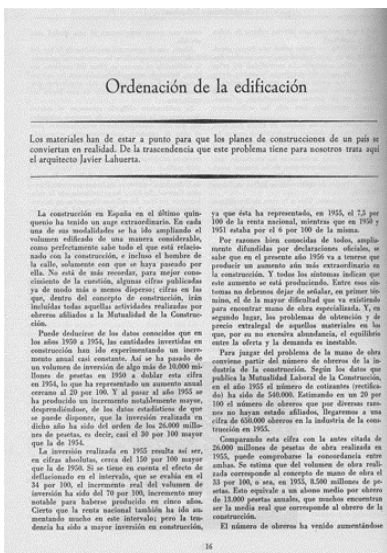 Ordenación de la edificación
Los materiales han de estar a punto para que los planes de construcciones de un país se
conviertan en realidad. De la trascendencia que este problema tiene para nosotros trata aquí
el arquitecto Javier Lahuerta.
La construcción en España en el último quin-
quenio ha tenido un auge extraordinario. En cada
una de sus modalidades se ha ido ampliando el
volumen edificado de una manera considerable,
como perfectamente sabe todo el que está relacio-
nado con la construcción, e incluso el hombre de
la calle, solamente con que se haya paseado por
ella. No está de más recordar, para mejor cono-
cimiento de la cuestión, algunas cifras publicadas
ya de modo más o menos disperso; cifras en las
que, dentro del concepto de construcción, irán
incluidas todas aquellas actividades realizadas por
obreros afiliados a la Mutualidad de la Construc-
ción.
Puede deducirse de los datos conocidos que en
los años 1950 a 1954, las cantidades invertidas en
construcción han ido experimentando un incre-
mento anual casi constante. Así se ha pasado de
un volumen de inversión de algo más de 10.000 mi-
llones de pesetas en 1950 a doblar esta cifra
en 1954, lo que ha representado un aumento anual
cercano al 20 por 100. Y al pasar al año 1955 se
ha producido un incremento notablemente mayor,
desprendiéndose, de los datos estadísticos de que
se puede disponer, que la inversión realizada en
dicho año ha sido del orden de los 26.000 millo-
nes de pesetas, es decir, casi el 30 por 100 mayor
que la de 1954.
La inversión realizada en 1955 resulta así ser,
en cifras absolutas, cerca del 150 por 100 mayor
que la de 1950. Si se tiene en cuenta el efecto de
deflacionado en el intervalo, que se evalúa en el
34 por 100, el incremento real del volumen de
inversión ha sido del 70 por 100, incremento muy
notable para haberse producido en cinco años.
Cierto que la renta nacional también ha ido au-
mentando mucho en este intervalo; pero la ten-
dencia ha sido a mayor inversión en construcción,
ya que ésta ha representado, en 1955, el 7,5 por
100 de la renta nacional, mientras que en 1950 y
1951 estaba por el 6 por 100 de la misma.
Por razones bien conocidas de todos, amplia-
mente difundidas por declaraciones oficiales, se
sabe que en el presente año 1956 va a tenerse que
producir un aumento aún más extraordinario en
la construcción. Y todos los síntomas indican que
este aumento se está produciendo. Entre esos sín-
tomas no debemos dejar de señalar, en primer tér-
mino, el de la mayor dificultad que va existiendo
para encontrar mano de obra especializada. Y, en
segundo lugar, los problemas de obtención y de
precio extralegal de aquellos materiales en los
que, por su no excesiva abundancia, el equilibrio
entre la oferta y la demanda es inestable.
Para juzgar del problema de la mano de obra
conviene partir del número de obreros de la in-
dustria de la construcción. Según los datos que
publica la Mutualidad Laboral de la Construcción,
en el año 1955 el número de cotizantes (rectifica-
do) ha sido de 540.000. Estimando en un 20 por
100 el número de obreros que por diversas razo-
nes no hayan estado afiliados, llegaremos a una
cifra de 650.000 obreros en la industria de la cons-
trucción en 1955.
Comparando esta cifra con la antes citada de
26.000 millones de pesetas de obra realizada en
1955, puede comprobarse la concordancia entre
ambas. Se estima que del volumen de obra reali-
zada corresponde al concepto de mano de obra el
33 por 100, o sea, en 1955, 8.500 millones de pe-
setas. Esto equivale a un abono medio por obrero
de 13.000 pesetas anuales, que muchos encuentran
ser la media real que corresponde al obrero de la
construcción.
El número de obreros ha venido aumentándose
16